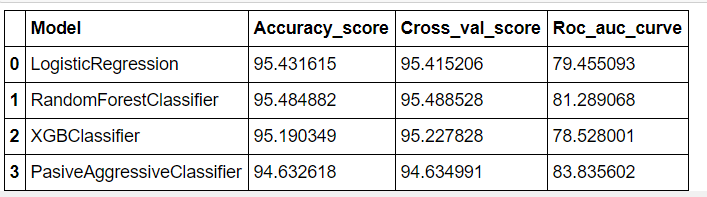 Model Accuracy_score Cross_val_score Roc_auc_curve
0 LogisticRegression 95.431615 95.415206 79.455093
1 RandomForestClassifier 95.484882 95.488528 81.289068
2 XGBClassifier 95.190349 95.227828 78.528001
3 PasiveAggressiveClassifier 94.632618 94.634991 83.835602